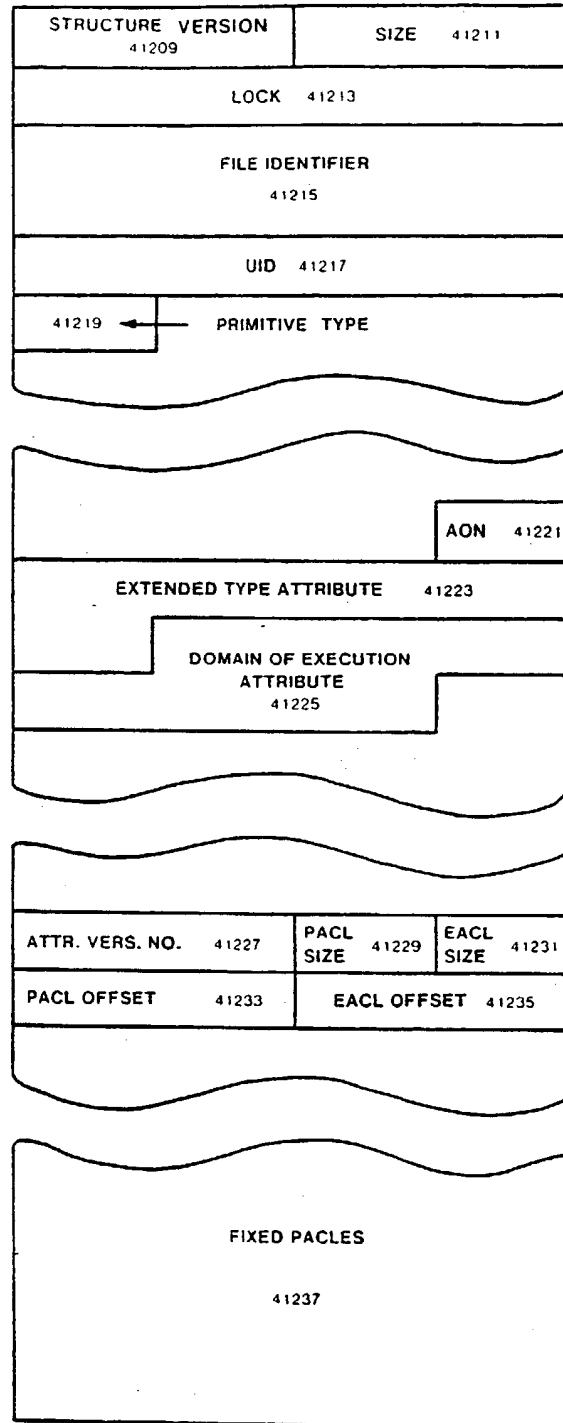 STRUCTURE VERSION
41209
SIZE 41211
LOCK 41213
FILE IDENTIFIER
41215
UID 41217
41219 PRIMITIVE TYPE
AON 41221
EXTENDED TYPE ATTRIBUTE 41223
DOMAIN OF EXECUTION
ATTRIBUTE
41225
ATTR. VERS. NO. 41227
PACL
SIZE 41229
EACL
SIZE 41231
PACL OFFSET 41233
EACL OFFSET 41235
FIXED PACLES
41237